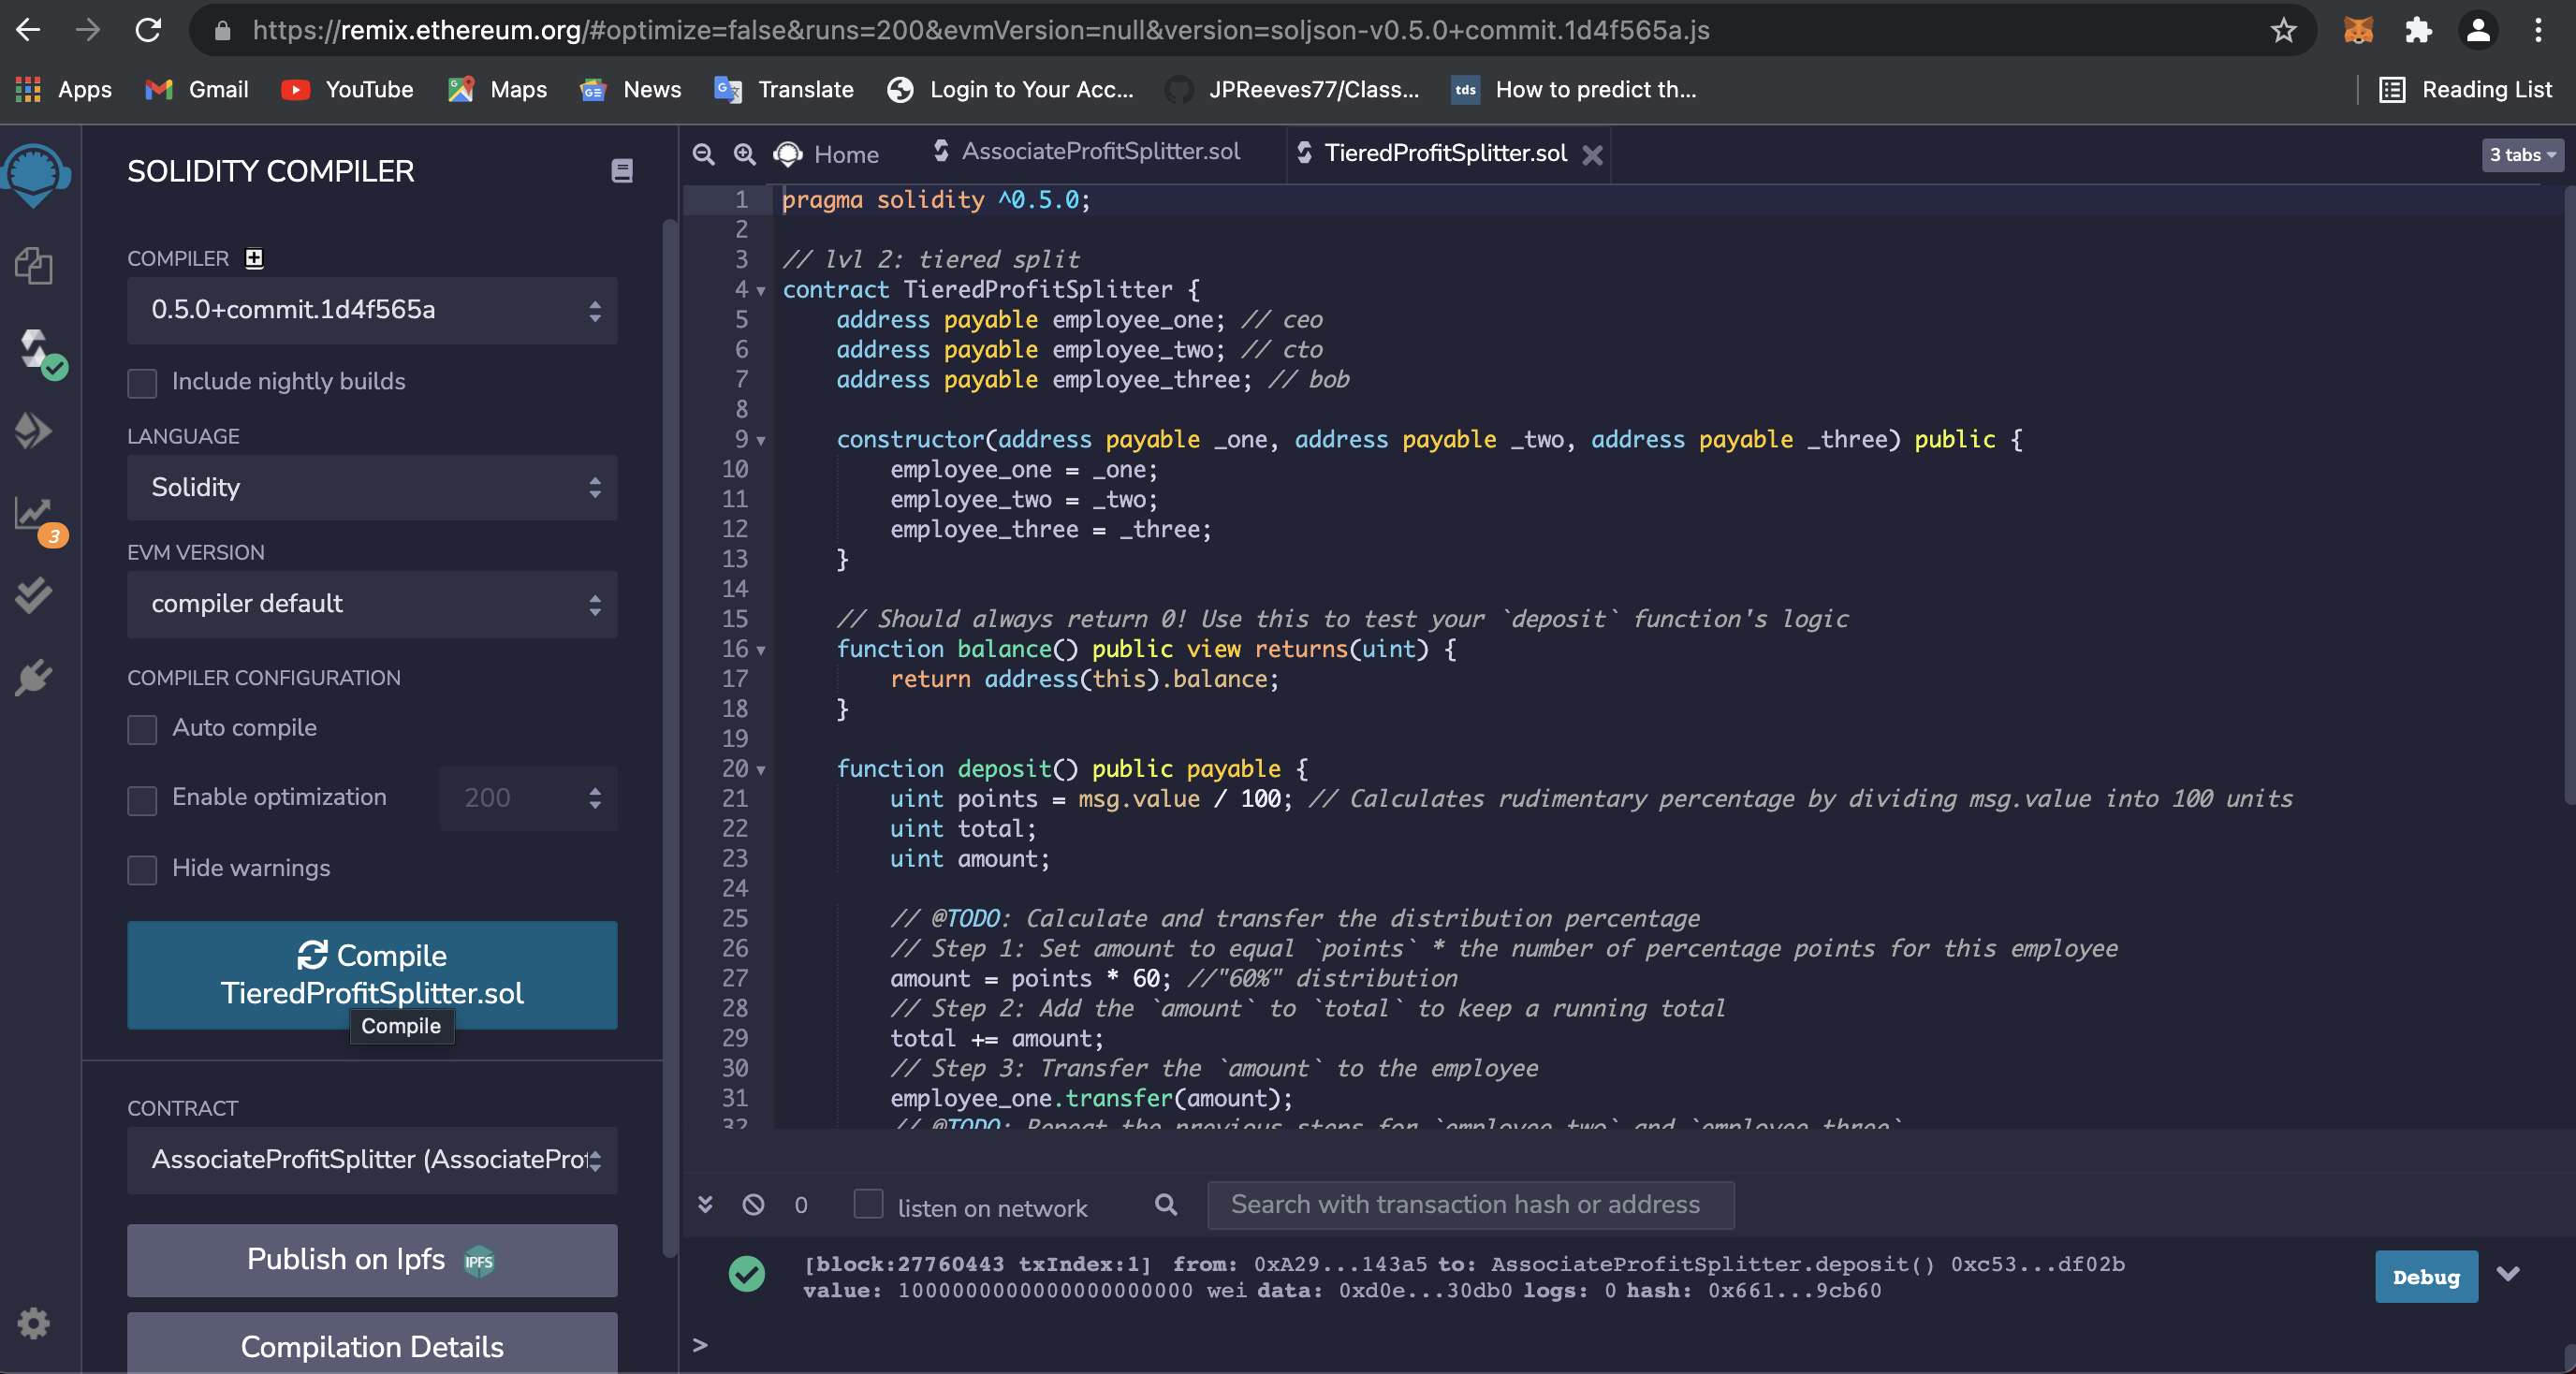 https://remix.ethereum.org/#optimize=false&runs=200&evmVersion=null&version=soljson-v0.5.0+commit.1d4f565a.js
Apps Gmail YouTube Maps News Translate Login to Your Acc... JPReeves77/Class... tds How to predict th... Reading List
SOLIDITY COMPILER
COMPILER
0.5.0+commit.1d4f565a
Include nightly builds
LANGUAGE
Solidity
EVM VERSION
compiler default
COMPILER CONFIGURATION
Auto compile
Enable optimization 200
Hide warnings
Compile
TieredProfitSplitter.sol
Compile
CONTRACT
AssociateProfitSplitter (AssociateProf
Publish on Ipfs IPFS
Compilation Details
3
Home AssociateProfitSplitter.sol TieredProfitSplitter.sol 3 tabs
1 pragma solidity ^0.5.0;
2
3 // lvl 2: tiered split
4 contract TieredProfitSplitter {
5 address payable employee_one; // ceo
6 address payable employee_two; // cto
7 address payable employee_three; // bob
8
9 constructor(address payable _one, address payable _two, address payable _three) public {
10 employee_one = _one;
11 employee_two = _two;
12 employee_three = _three;
13 }
14
15 // Should always return 0! Use this to test your `deposit` function's logic
16 function balance() public view returns(uint) {
17 return address(this).balance;
18 }
19
20 function deposit() public payable {
21 uint points = msg.value / 100; // Calculates rudimentary percentage by dividing msg.value into 100 units
22 uint total;
23 uint amount;
24
25 // @TODO: Calculate and transfer the distribution percentage
26 // Step 1: Set amount to equal `points` * the number of percentage points for this employee
27 amount = points * 60; //"60%" distribution
28 // Step 2: Add the `amount` to `total` to keep a running total
29 total += amount;
30 // Step 3: Transfer the `amount` to the employee
31 employee_one.transfer(amount);
32 // @TODO: Repeat the previous steps for `employee_two` and `employee_three`
0 listen on network Search with transaction hash or address
[block:27760443 txIndex:1] from: 0xA29...143a5 to: AssociateProfitSplitter.deposit() 0xc53...df02b
value: 10000000000000000000000 wei data: 0xd0e...30db0 logs: 0 hash: 0x661...9cb60
Debug
>